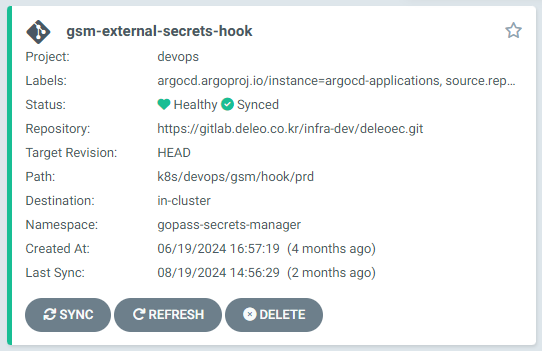 gsm-external-secrets-hook
Project: devops
Labels: argocd.argoproj.io/instance=argocd-applications, source.rep...
Status: Healthy Synced
Repository: https://gitlab.deleo.co.kr/infra-dev/deleoec.git
Target Revision: HEAD
Path: k8s/devops/gsm/hook/prd
Destination: in-cluster
Namespace: gopass-secrets-manager
Created At: 06/19/2024 16:57:19 (4 months ago)
Last Sync: 08/19/2024 14:56:29 (2 months ago)
SYNC REFRESH DELETE